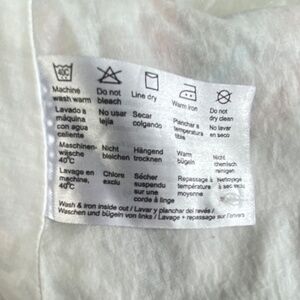 40C
Machine wash warm
Do not bleach
Line dry
Warm iron
Do not dry clean
Lavado a máquina con agua caliente
No usar lejia
Secar colgando
Planchar a temperatura tibia
No lavar en seco
Maschinen-wäsche 40°C
Nicht bleichen
Hängend trocknen
Warm bügeln
Nicht chemisch reinigen
Lavage en machine, 40°C
Chlore exclu
Sécher suspendu sur une corde à linge
Repassage à température moyenne
Nettoyage à sec
Wash & Iron inside out / Lavar y planchar del revés /
Waschen und bügeln von links / Lavage + repassage sur l'envers